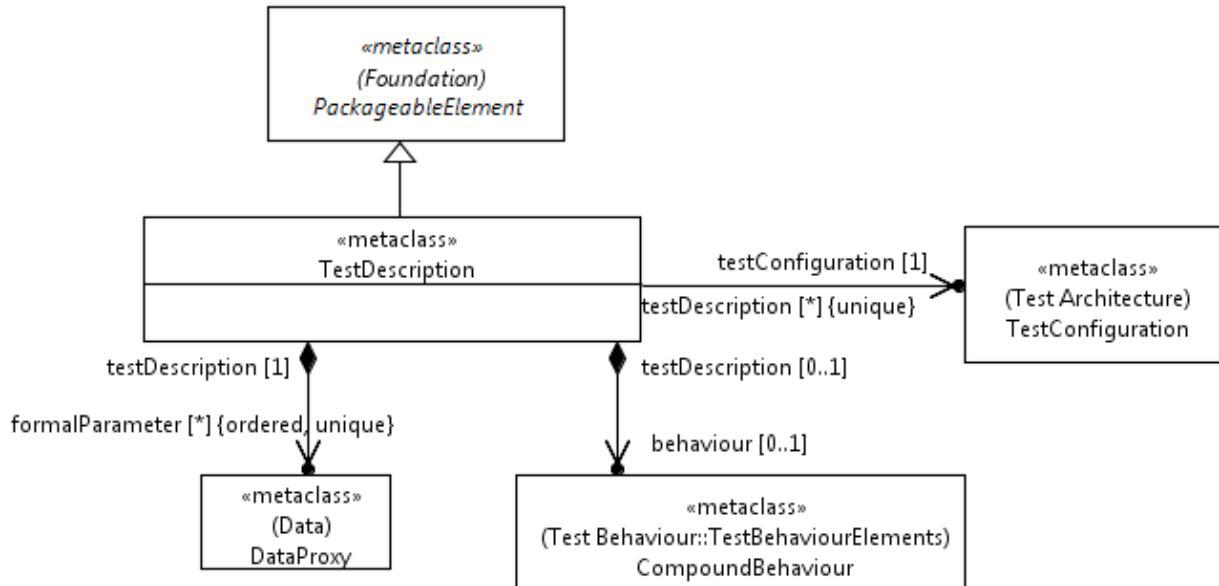 «metaclass»
(Foundation)
PackageableElement
«metaclass»
TestDescription
testConfiguration [1]
testDescription [*] {unique}
«metaclass»
(Test Architecture)
TestConfiguration
testDescription [1]
testDescription [0..1]
formalParameter [*] {ordered, unique}
behaviour [0..1]
«metaclass»
(Data)
DataProxy
«metaclass»
(Test Behaviour::TestBehaviourElements)
CompoundBehaviour